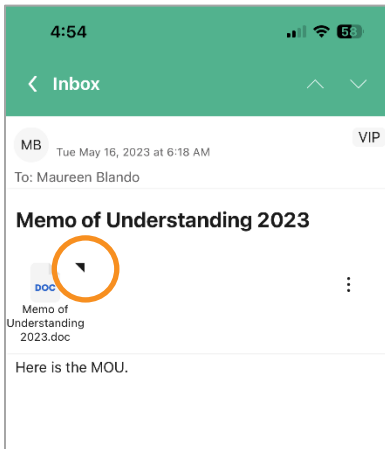 4:54
58
Inbox
MB
VIP
Tue May 16, 2023 at 6:18 AM
To: Maureen Blando
Memo of Understanding 2023
DOC
Memo of
Understanding
2023.doc
Here is the MOU.